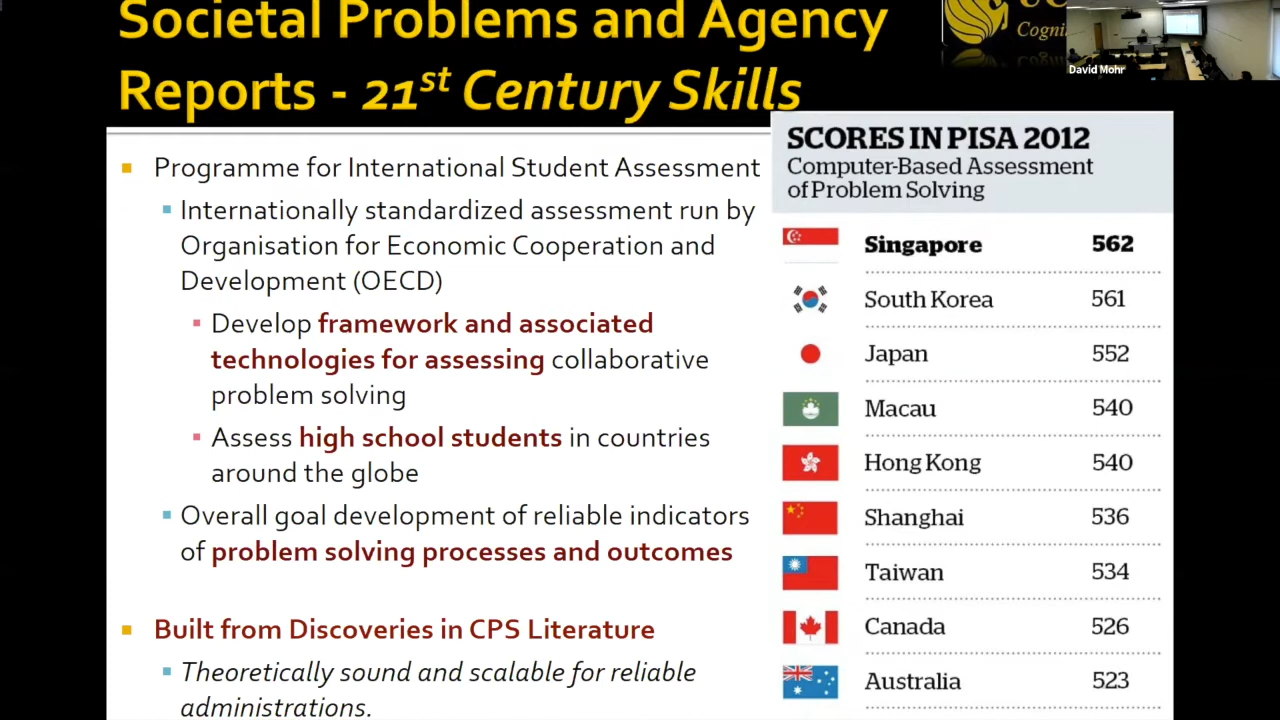 Societal Problems and Agency
Reports - 21st Century Skills
Cogni
David Mohr
Programme for International Student Assessment
Internationally standardized assessment run by
Organisation for Economic Cooperation and
Development (OECD)
Develop framework and associated
technologies for assessing collaborative
problem solving
Assess high school students in countries
around the globe
Overall goal development of reliable indicators
of problem solving processes and outcomes
Built from Discoveries in CPS Literature
Theoretically sound and scalable for reliable
administrations.
SCORES IN PISA 2012
Computer-Based Assessment
of Problem Solving
Singapore 562
South Korea 561
Japan 552
Macau 540
Hong Kong 540
Shanghai 536
Taiwan 534
Canada 526
Australia 523